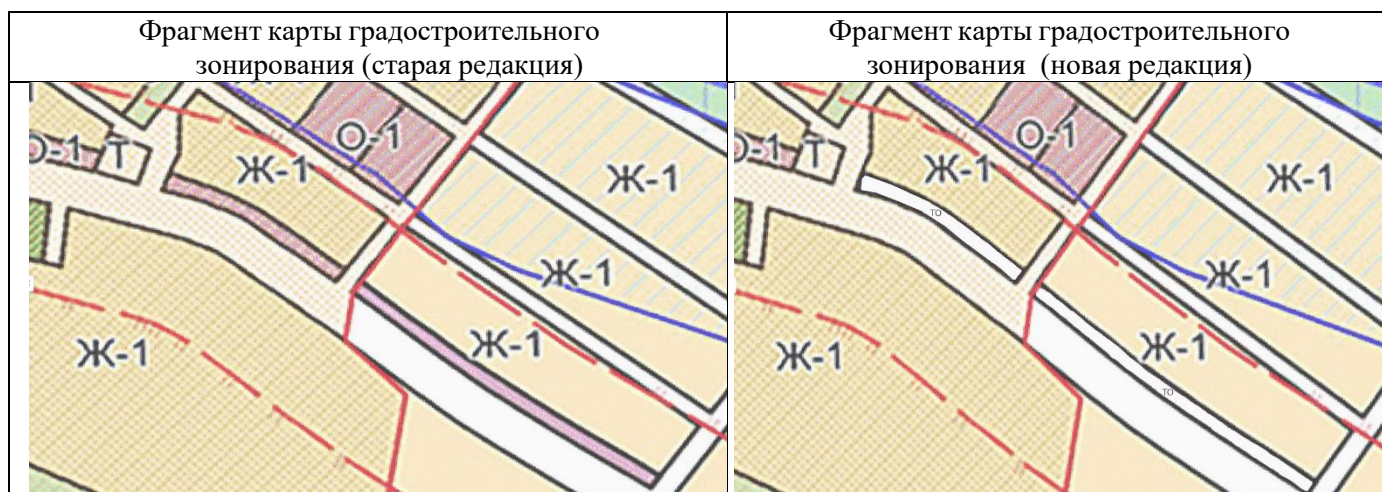 Фрагмент карты градостроительного
зонирования (старая редакция)
Фрагмент карты градостроительного
зонирования (новая редакция)
О-1
О-1
Т
Ж-1
Ж-1
Ж-1
Ж-1
Ж-1
О-1
О-1
Т
Ж-1
Ж-1
то
Ж-1
Ж-1
Ж-1
то